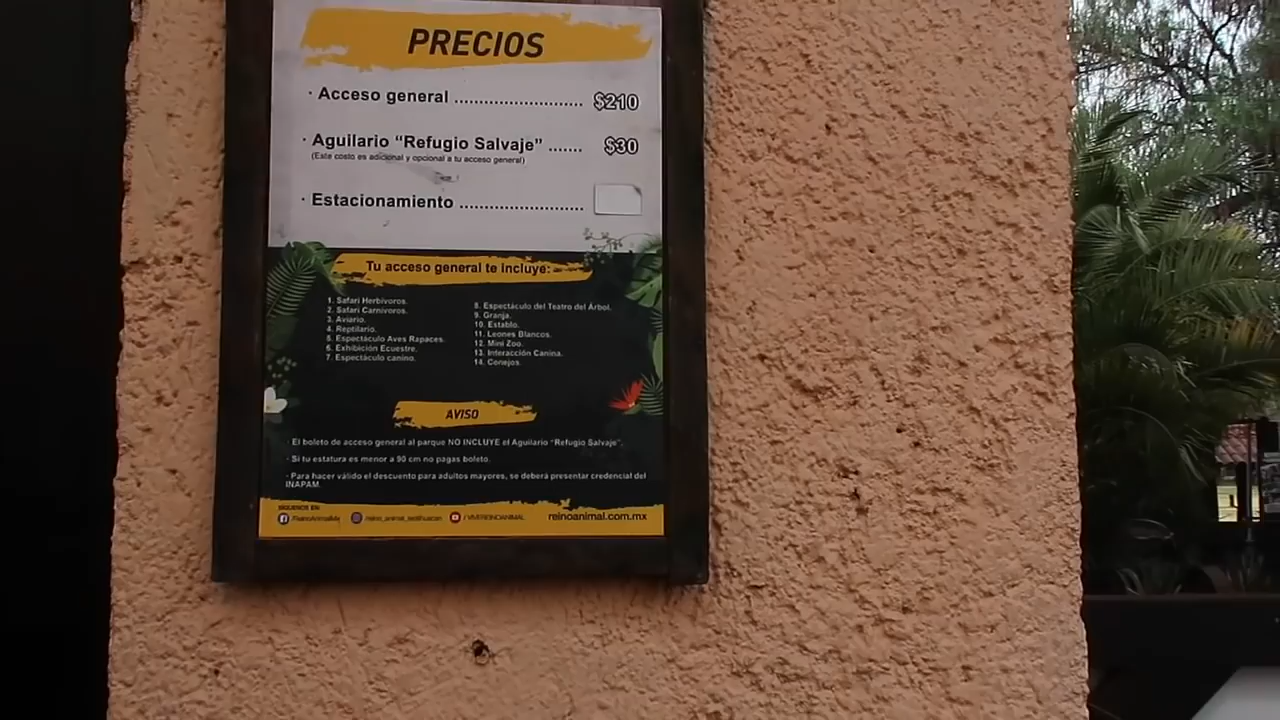 PRECIOS
· Acceso general ........................ $210
· Aguilario “Refugio Salvaje” ....... $30
(Este costo es adicional y opcional a tu acceso general)
· Estacionamiento .......................
Tu acceso general te incluye:
1. Safari Herbívoros.
2. Safari Carnívoros.
3. Aviario.
4. Reptilario.
5. Espectáculo Aves Rapaces.
6. Exhibición Ecuestre.
7. Espectáculo canino.
8. Espectáculo del Teatro del Árbol.
9. Granja.
10. Establo.
11. Leones Blancos.
12. Mini Zoo.
13. Interacción Canina.
14. Conejos.
AVISO
· El boleto de acceso general al parque NO INCLUYE el Aguilario “Refugio Salvaje”.
· Si tu estatura es menor a 90 cm no pagas boleto.
· Para hacer válido el descuento para adultos mayores, se deberá presentar credencial del
INAPAM.
SÍGUENOS EN
/ReinoAnimalMx /reino_animal_teotihuacan /VIVEREINOANIMAL reinoanimal.com.mx